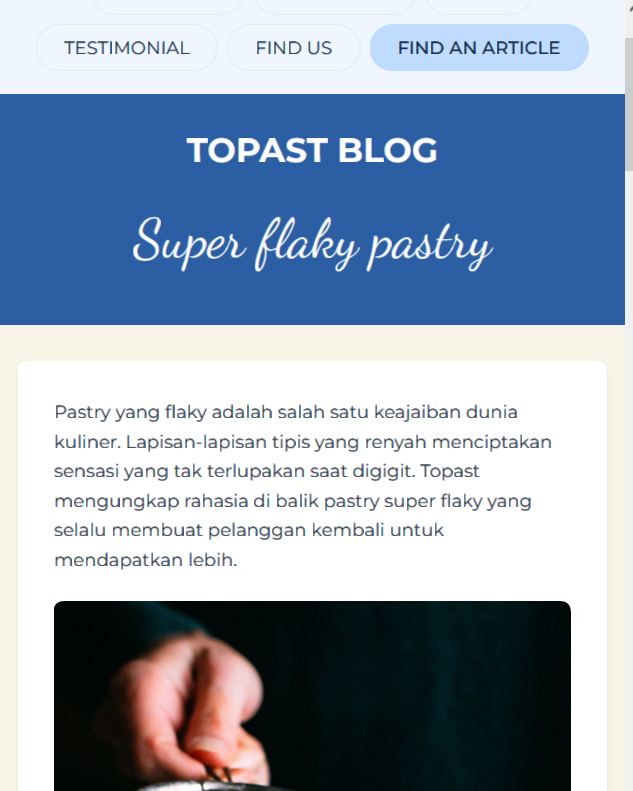 TESTIMONIAL
FIND US
FIND AN ARTICLE
TOPAST BLOG
Super flaky pastry
Pastry yang flaky adalah salah satu keajaiban dunia
kuliner. Lapisan-lapisan tipis yang renyah menciptakan
sensasi yang tak terlupakan saat digigit. Topast
mengungkap rahasia di balik pastry super flaky yang
selalu membuat pelanggan kembali untuk
mendapatkan lebih.